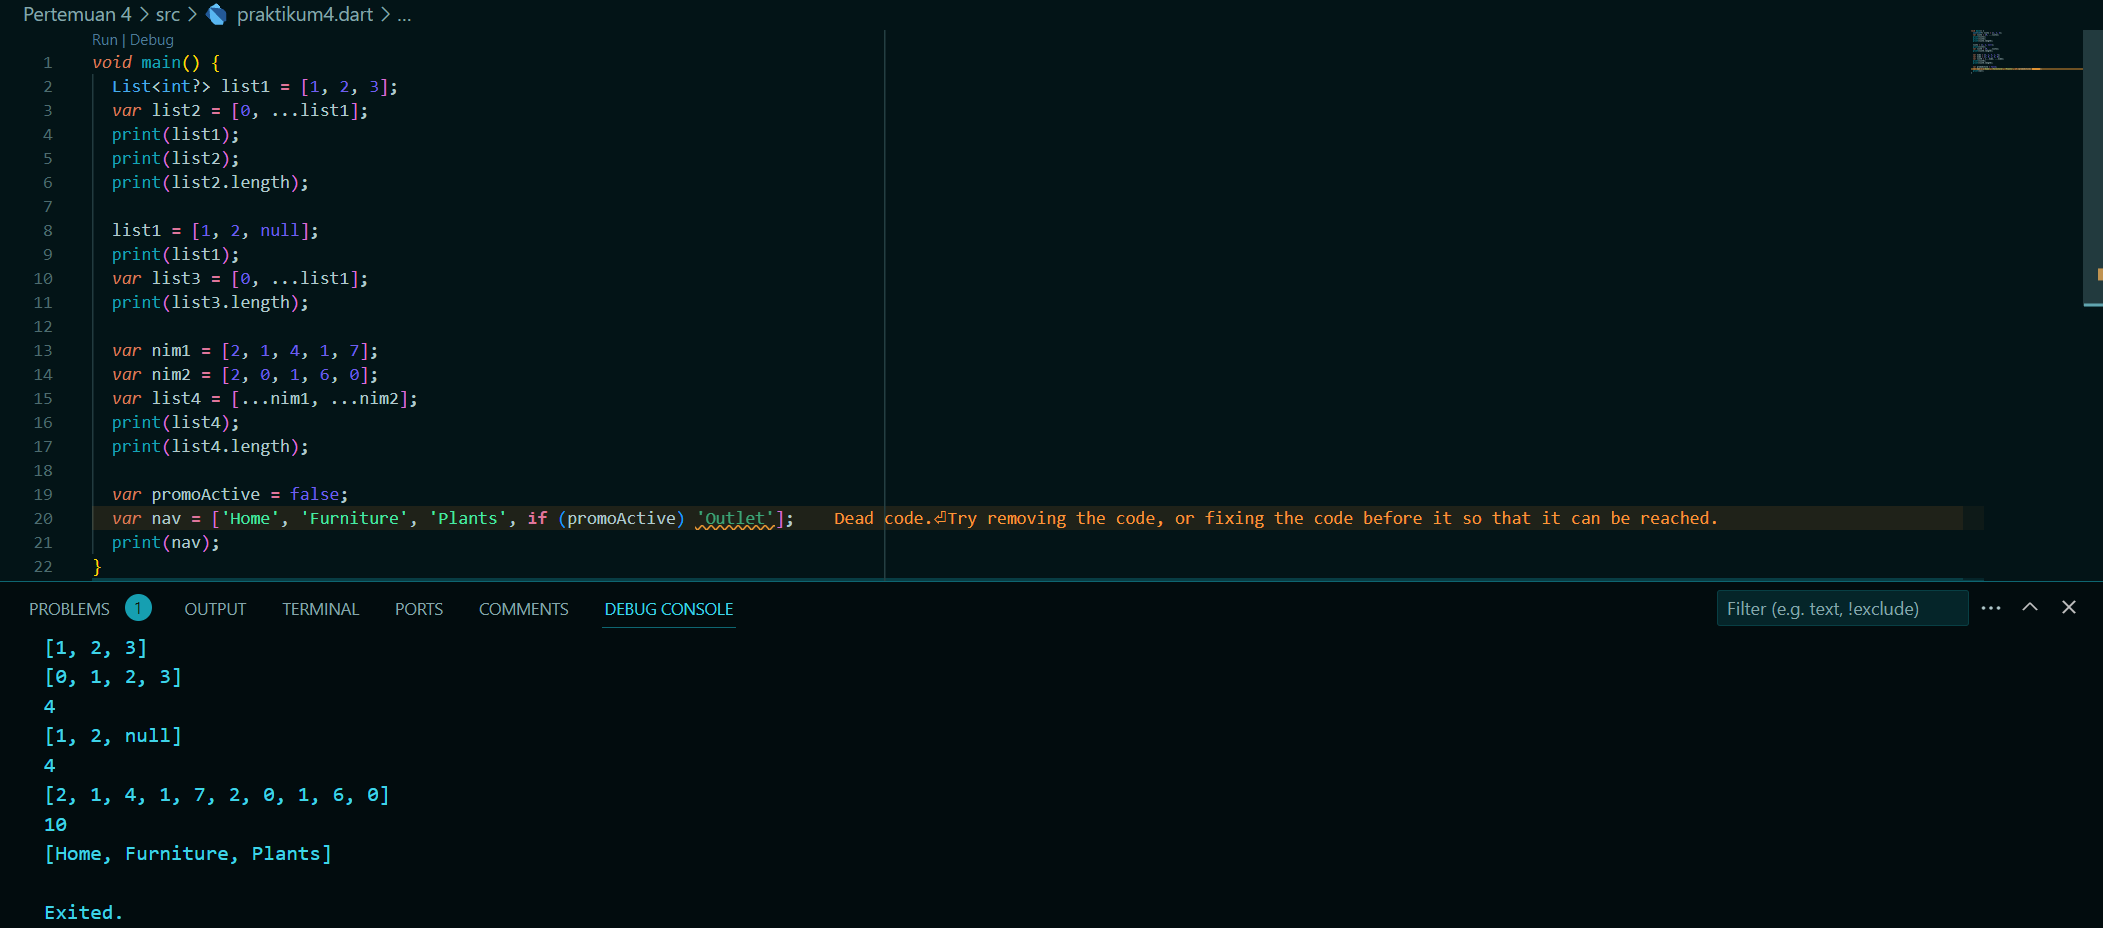 Pertemuan 4 > src > praktikum4.dart > ...
Run | Debug
1 void main() {
2 List<int?> list1 = [1, 2, 3];
3 var list2 = [0, ...list1];
4 print(list1);
5 print(list2);
6 print(list2.length);
7
8 list1 = [1, 2, null];
9 print(list1);
10 var list3 = [0, ...list1];
11 print(list3.length);
12
13 var nim1 = [2, 1, 4, 1, 7];
14 var nim2 = [2, 0, 1, 6, 0];
15 var list4 = [...nim1, ...nim2];
16 print(list4);
17 print(list4.length);
18
19 var promoActive = false;
20 var nav = ['Home', 'Furniture', 'Plants', if (promoActive) 'Outlet']; Dead code.⏎Try removing the code, or fixing the code before it so that it can be reached.
21 print(nav);
22 }
PROBLEMS 1 OUTPUT TERMINAL PORTS COMMENTS DEBUG CONSOLE Filter (e.g. text, !exclude)
[1, 2, 3]
[0, 1, 2, 3]
4
[1, 2, null]
4
[2, 1, 4, 1, 7, 2, 0, 1, 6, 0]
10
[Home, Furniture, Plants]
Exited.